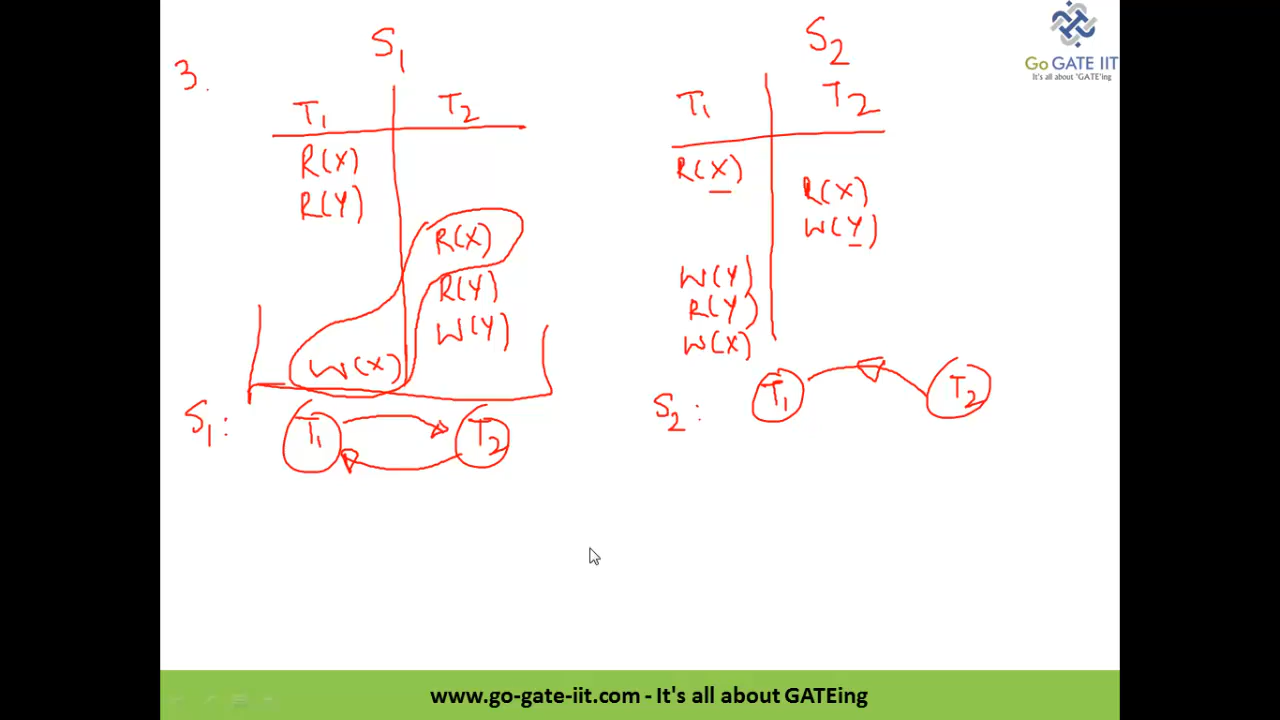 Go GATE IIT
It's all about 'GATE'ing
3.
S1
T1 T2
R(X)
R(Y)
R(X)
R(Y)
W(Y)
W(X)
S1: T1 T2
S2
T1 T2
R(X)
R(X)
W(Y)
W(Y)
R(Y)
W(X)
S2: T1 T2
www.go-gate-iit.com - It's all about GATEing